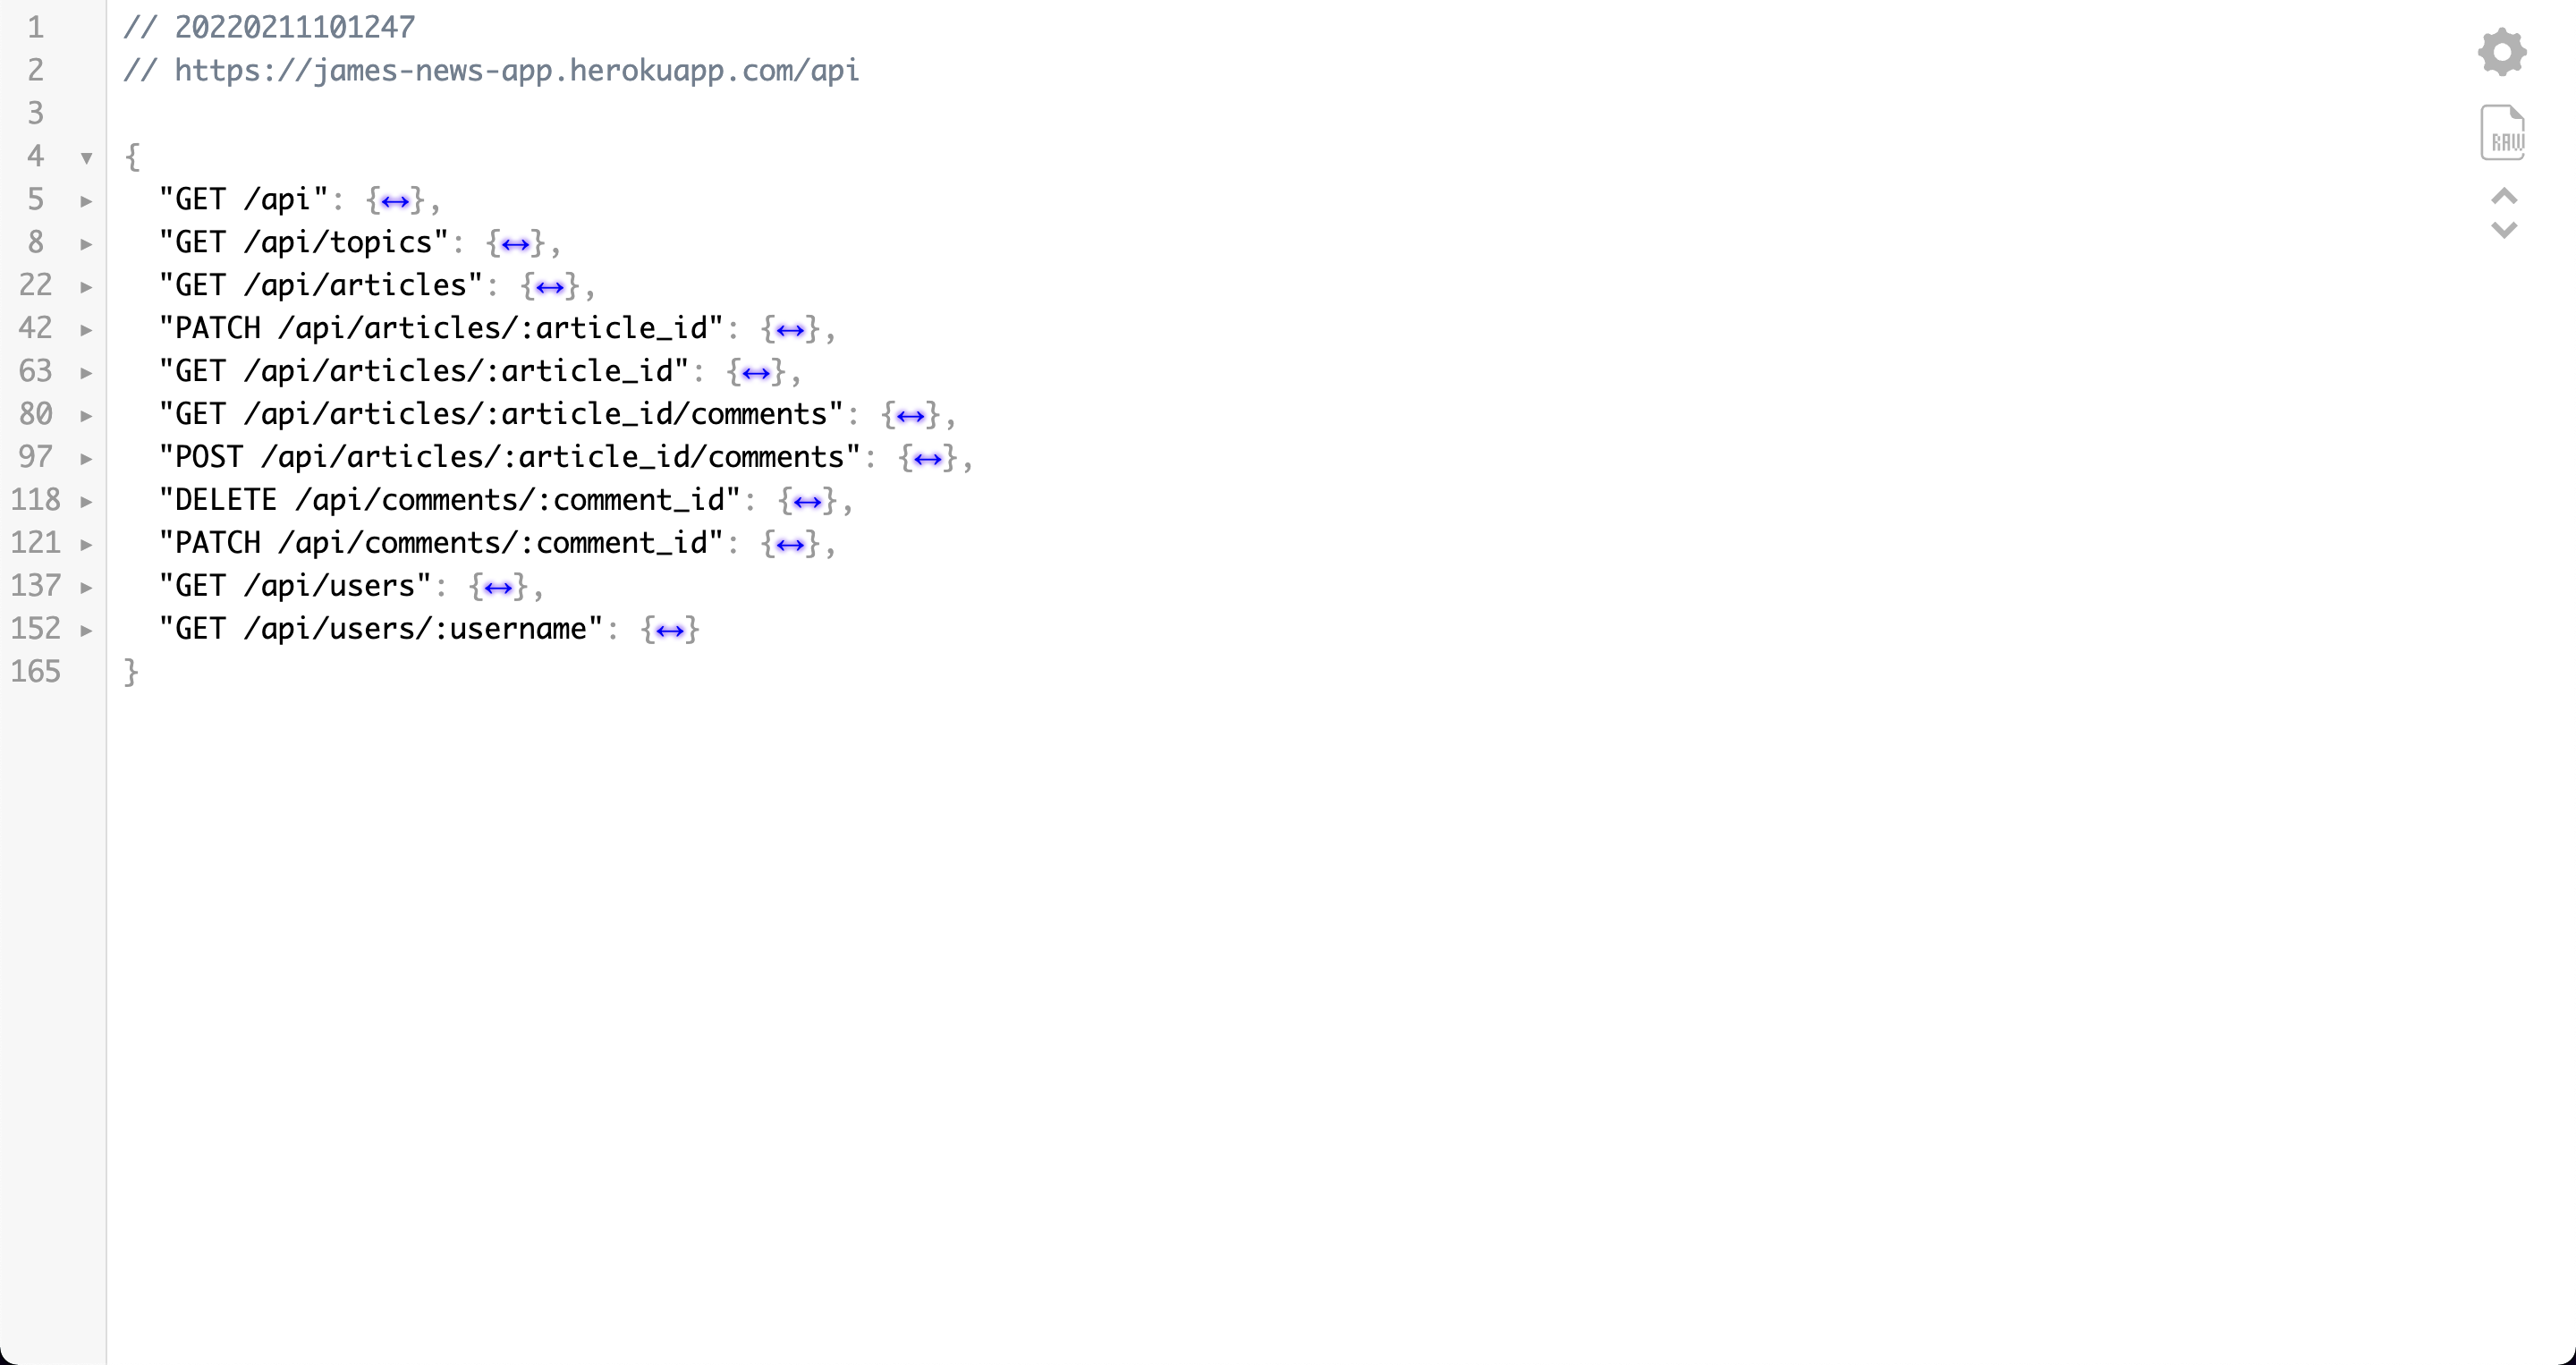 1 // 20220211101247
2 // https://james-news-app.herokuapp.com/api
3
4 ▼ {
5 ▶ "GET /api": {↔},
8 ▶ "GET /api/topics": {↔},
22 ▶ "GET /api/articles": {↔},
42 ▶ "PATCH /api/articles/:article_id": {↔},
63 ▶ "GET /api/articles/:article_id": {↔},
80 ▶ "GET /api/articles/:article_id/comments": {↔},
97 ▶ "POST /api/articles/:article_id/comments": {↔},
118 ▶ "DELETE /api/comments/:comment_id": {↔},
121 ▶ "PATCH /api/comments/:comment_id": {↔},
137 ▶ "GET /api/users": {↔},
152 ▶ "GET /api/users/:username": {↔}
165 }
RAW